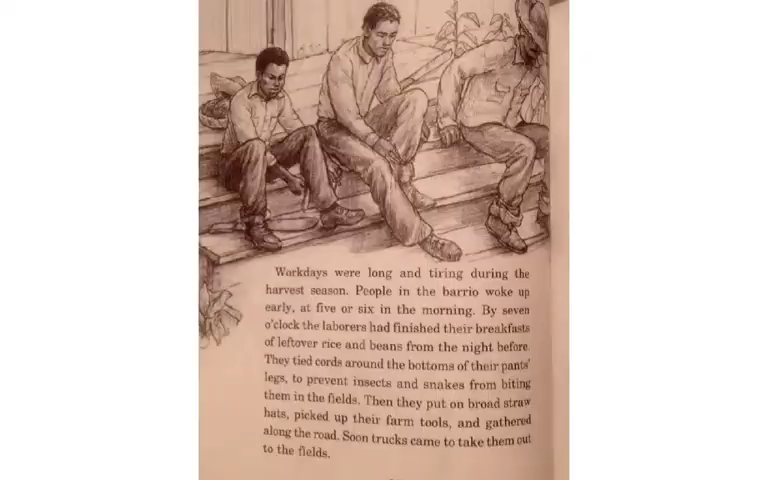 Workdays were long and tiring during the
harvest season. People in the barrio woke up
early, at five or six in the morning. By seven
o'clock the laborers had finished their breakfasts
of leftover rice and beans from the night before.
They tied cords around the bottoms of their pants'
legs, to prevent insects and snakes from biting
them in the fields. Then they put on broad straw
hats, picked up their farm tools, and gathered
along the road. Soon trucks came to take them out
to the fields.